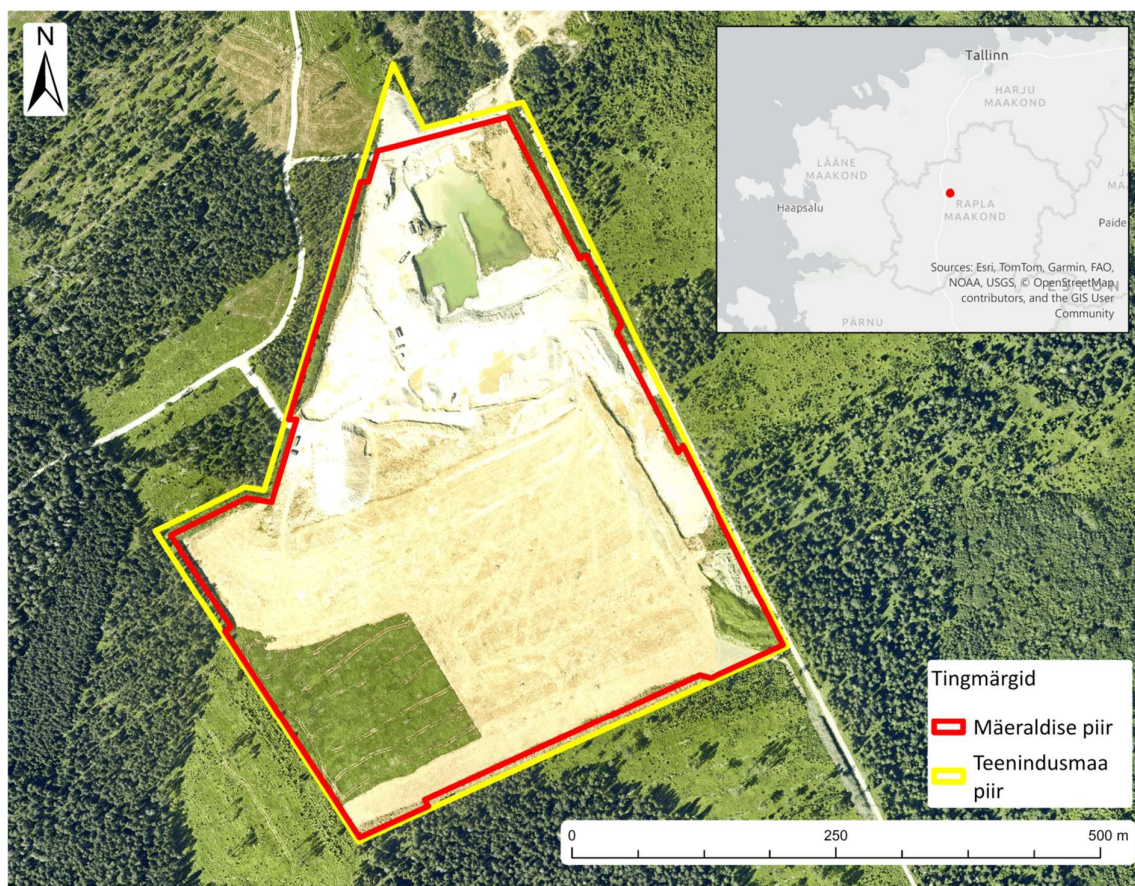 N
Tallinn
HARJU
MAAKOND
LÄÄNE
MAAKOND
Haapsalu
RAPLA
MAAKOND
Paide
PÄRNU
Sources: Esri, TomTom, Garmin, FAO,
NOAA, USGS, © OpenStreetMap
contributors, and the GIS User
Community
Tingmärgid
Mäeraldise piir
Teenindusmaa
piir
0 250 500 m